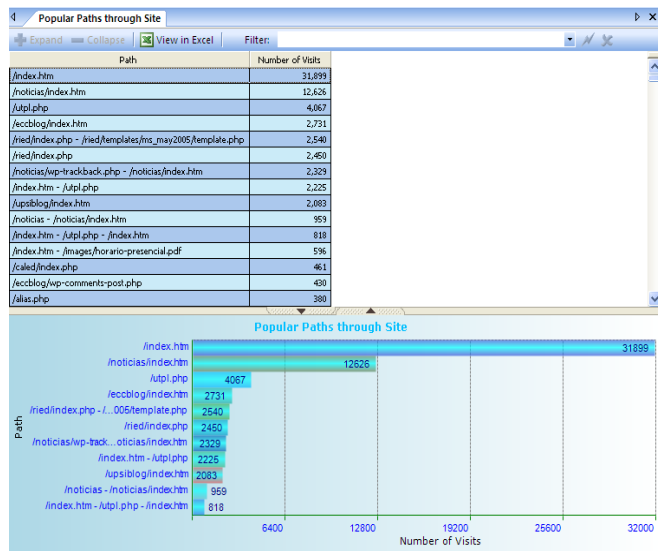 Popular Paths through Site
Expand Collapse View in Excel Filter:
Path Number of Visits
/index.htm 31,899
/noticias/index.htm 12,626
/utpl.php 4,067
/eccblog/index.htm 2,731
/ried/index.php - /ried/templates/ms_may2005/template.php 2,540
/ried/index.php 2,450
/noticias/wp-trackback.php - /noticias/index.htm 2,329
/index.htm - /utpl.php 2,225
/upsiblog/index.htm 2,083
/noticias - /noticias/index.htm 959
/index.htm - /utpl.php - /index.htm 818
/index.htm - /images/horario-presencial.pdf 596
/caled/index.php 461
/eccblog/wp-comments-post.php 430
/alias.php 380
Popular Paths through Site
Path
/index.htm 31899
/noticias/index.htm 12626
/utpl.php 4067
/eccblog/index.htm 2731
/ried/index.php - /...005/template.php 2540
/ried/index.php 2450
/noticias/wp-track...oticias/index.htm 2329
/index.htm - /utpl.php 2225
/upsiblog/index.htm 2083
/noticias - /noticias/index.htm 959
/index.htm - /utpl.php - /index.htm 818
6400 12800 19200 25600 32000
Number of Visits